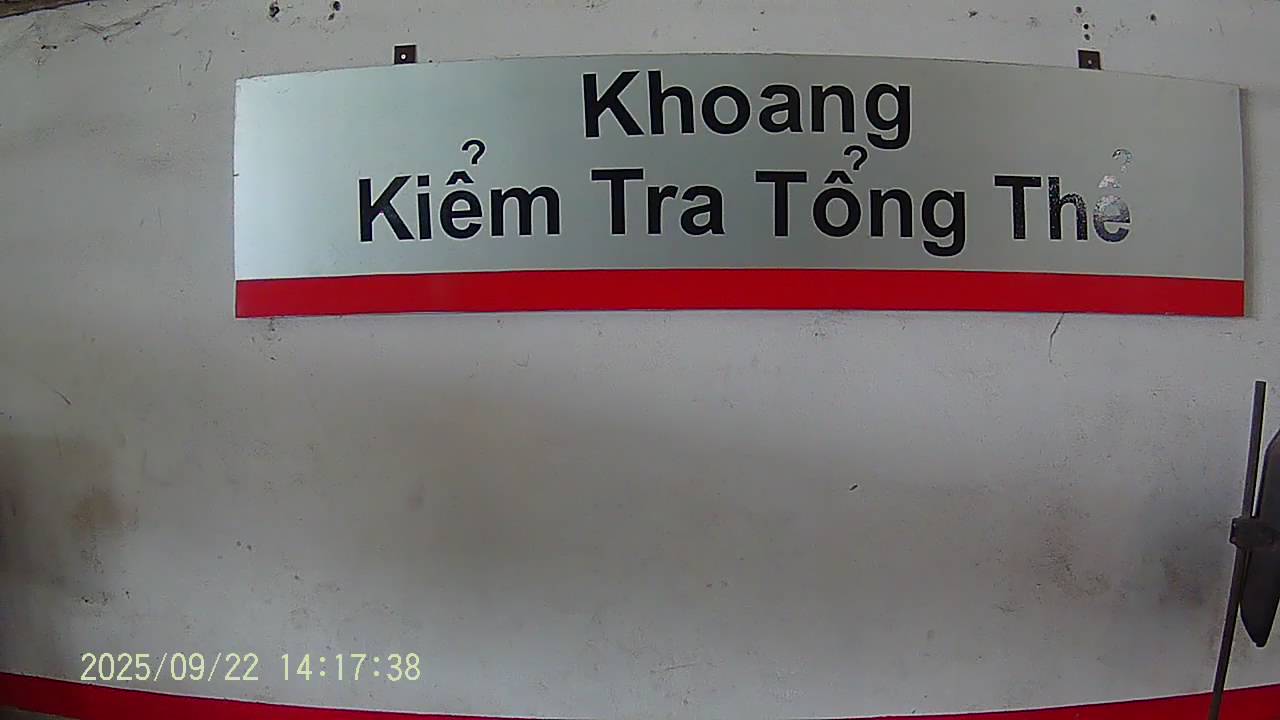 Khoang
Kiểm Tra Tổng Thể
2025/09/22 14:17:38